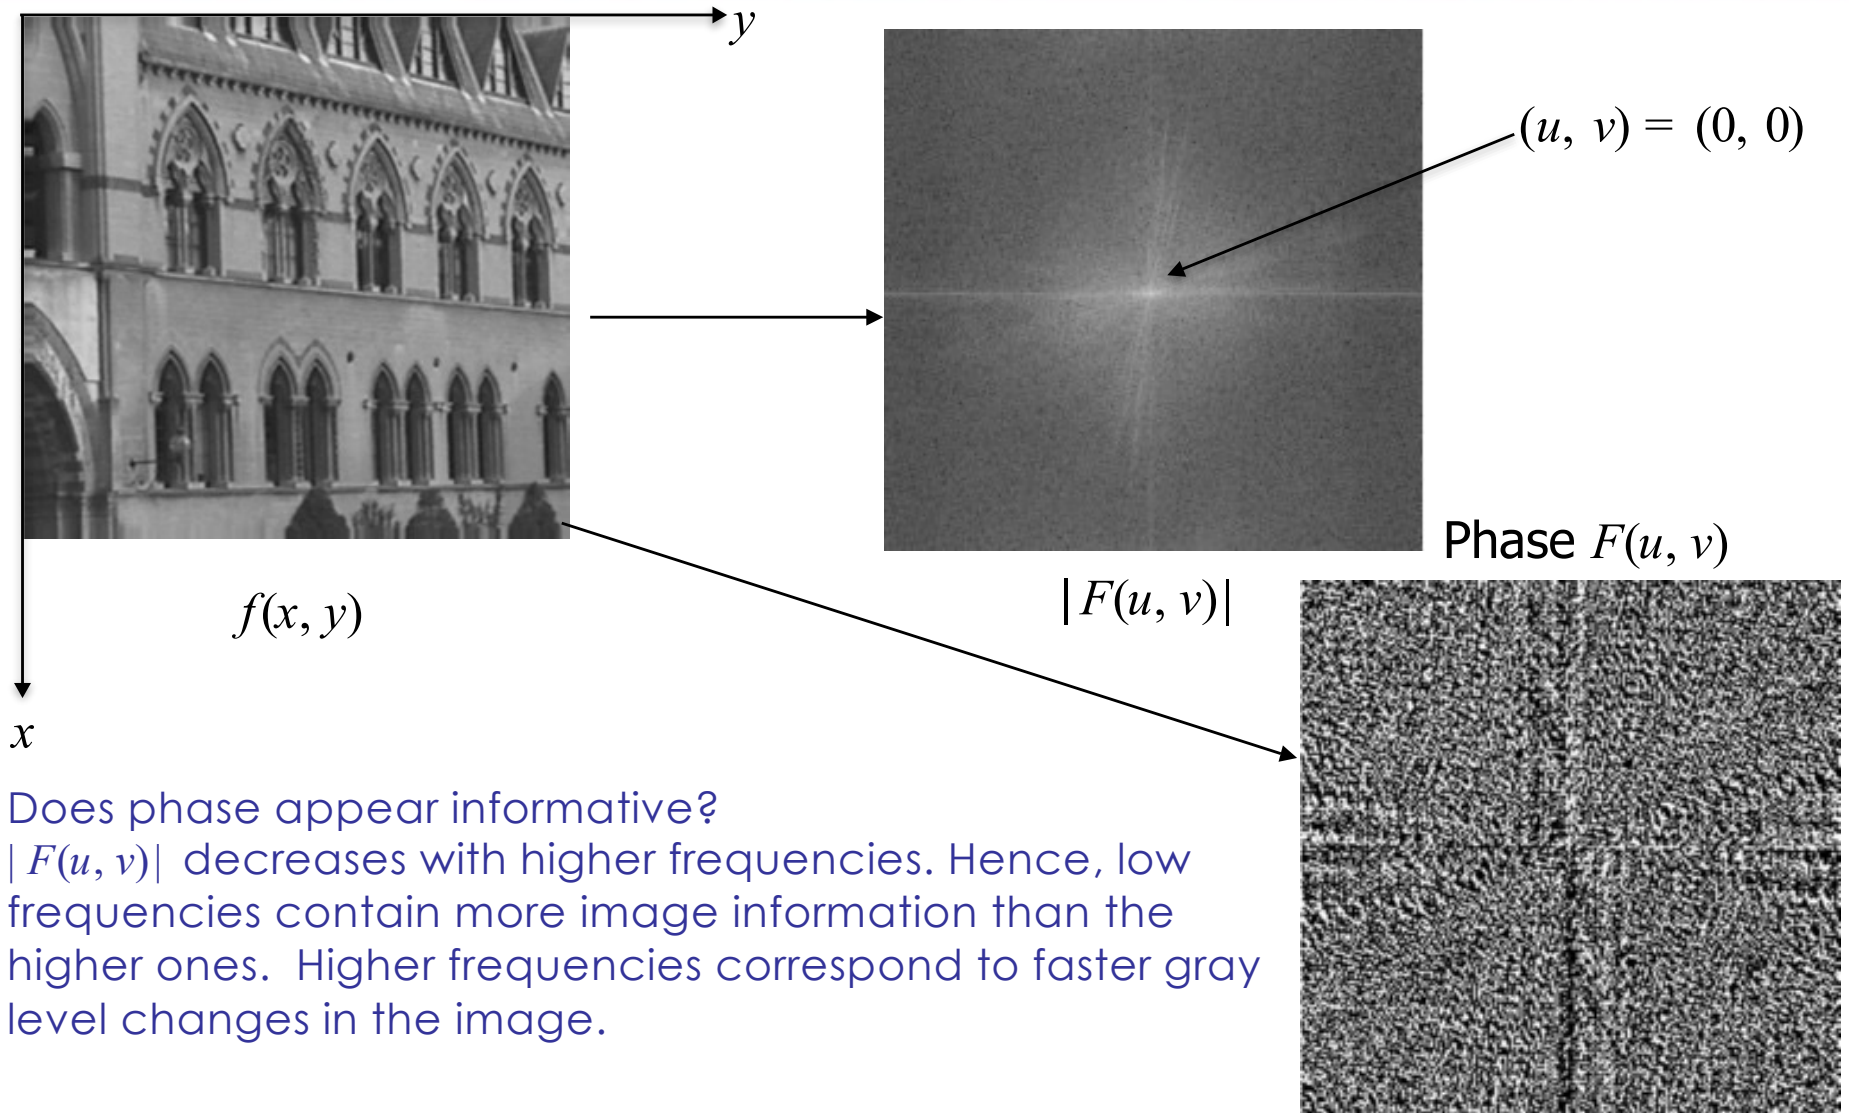 y
(u, v) = (0, 0)
Phase F(u, v)
|F(u, v)|
f(x, y)
x
Does phase appear informative?
| F(u, v)| decreases with higher frequencies. Hence, low
frequencies contain more image information than the
higher ones. Higher frequencies correspond to faster gray
level changes in the image.